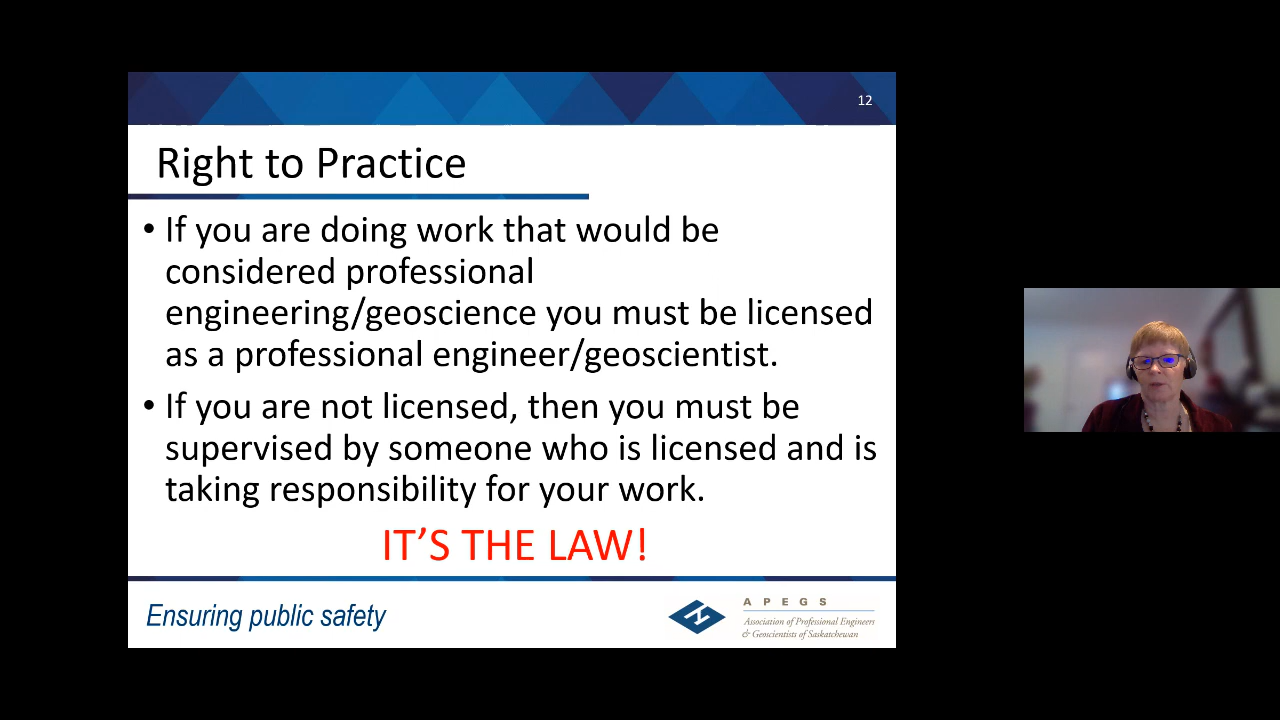 12
Right to Practice
• If you are doing work that would be
considered professional
engineering/geoscience you must be licensed
as a professional engineer/geoscientist.
• If you are not licensed, then you must be
supervised by someone who is licensed and is
taking responsibility for your work.
IT’S THE LAW!
Ensuring public safety
APEGS
Association of Professional Engineers
& Geoscientists of Saskatchewan